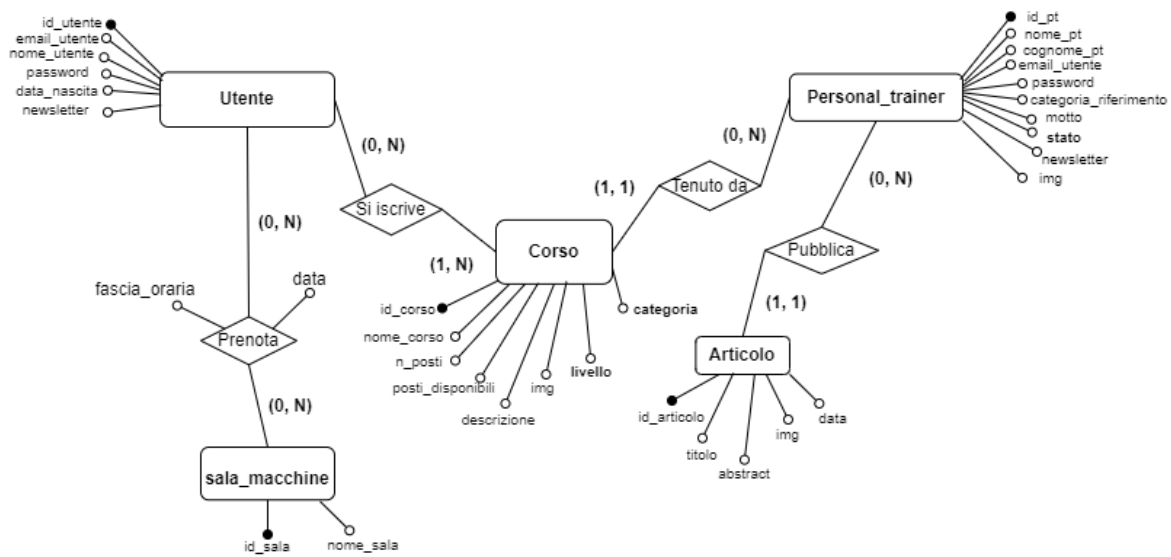 id_utente
email_utente
nome_utente
password
data_nascita
newsletter
Utente
(0, N)
Si iscrive
(1, N)
(0, N)
fascia_oraria
data
Prenota
(0, N)
sala_macchine
id_sala
nome_sala
Corso
id_corso
nome_corso
n_posti
posti_disponibili
descrizione
img
livello
categoria
(1, 1)
Tenuto da
(0, N)
Personal_trainer
id_pt
nome_pt
cognome_pt
email_utente
password
categoria_riferimento
motto
stato
newsletter
img
(0, N)
Pubblica
(1, 1)
Articolo
id_articolo
titolo
abstract
img
data